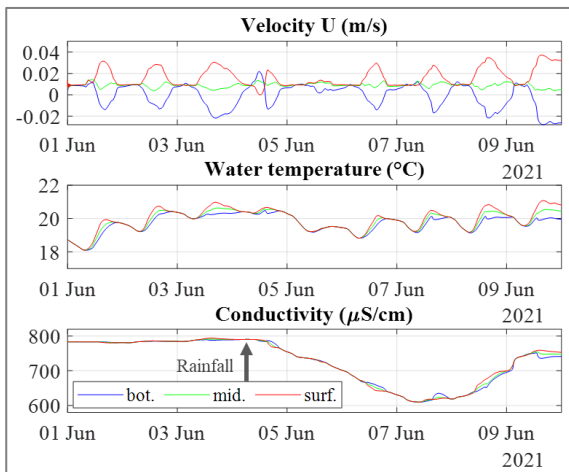 Velocity U (m/s)
0.04
0.02
0
-0.02
01 Jun 03 Jun 05 Jun 07 Jun 09 Jun
2021
Water temperature (°C)
22
20
18
01 Jun 03 Jun 05 Jun 07 Jun 09 Jun
2021
Conductivity (μS/cm)
800
700
600
Rainfall
bot. mid. surf.
01 Jun 03 Jun 05 Jun 07 Jun 09 Jun
2021